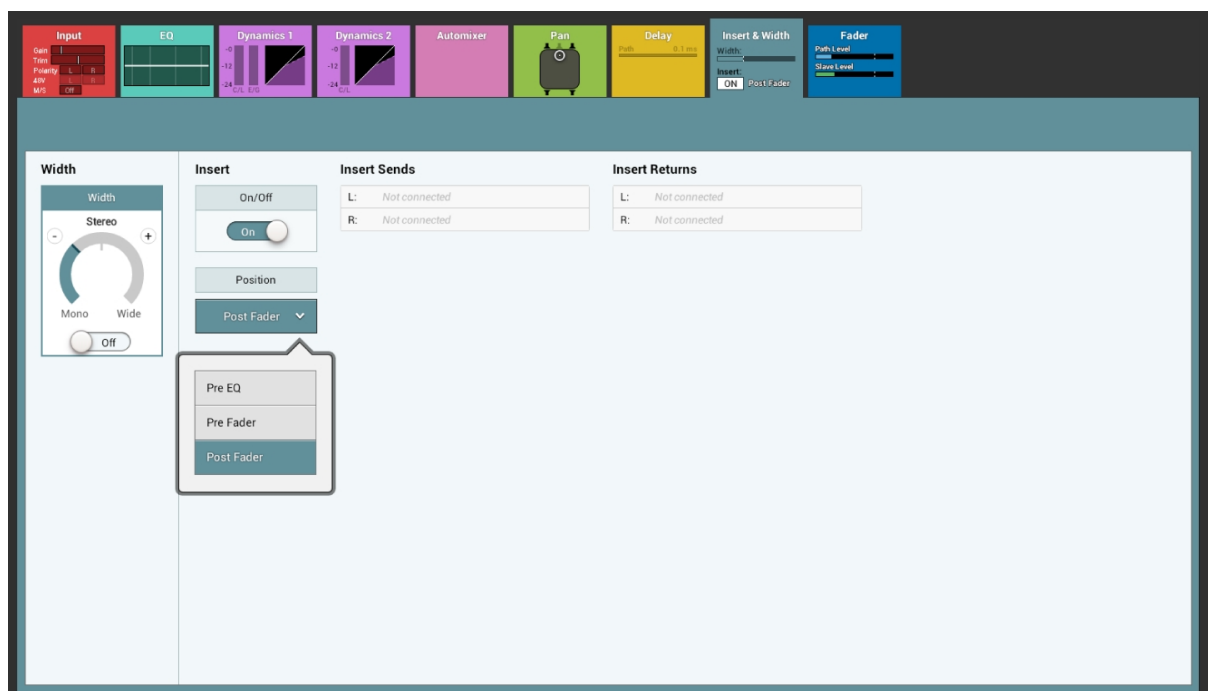 Input
Gain
Trim
Polarity L R
48V L R
M/S Off
EQ
Dynamics 1
-0
-12
-24
C/L E/G
Dynamics 2
-0
-12
-24
C/L
Automixer
Pan
Delay
Path 0.1 ms
Insert & Width
Width:
Insert:
ON Post Fader
Fader
Path Level
Slave Level
Width
Width
Stereo
- +
Mono Wide
Off
Insert
On/Off
On
Position
Post Fader
Pre EQ
Pre Fader
Post Fader
Insert Sends
L: Not connected
R: Not connected
Insert Returns
L: Not connected
R: Not connected